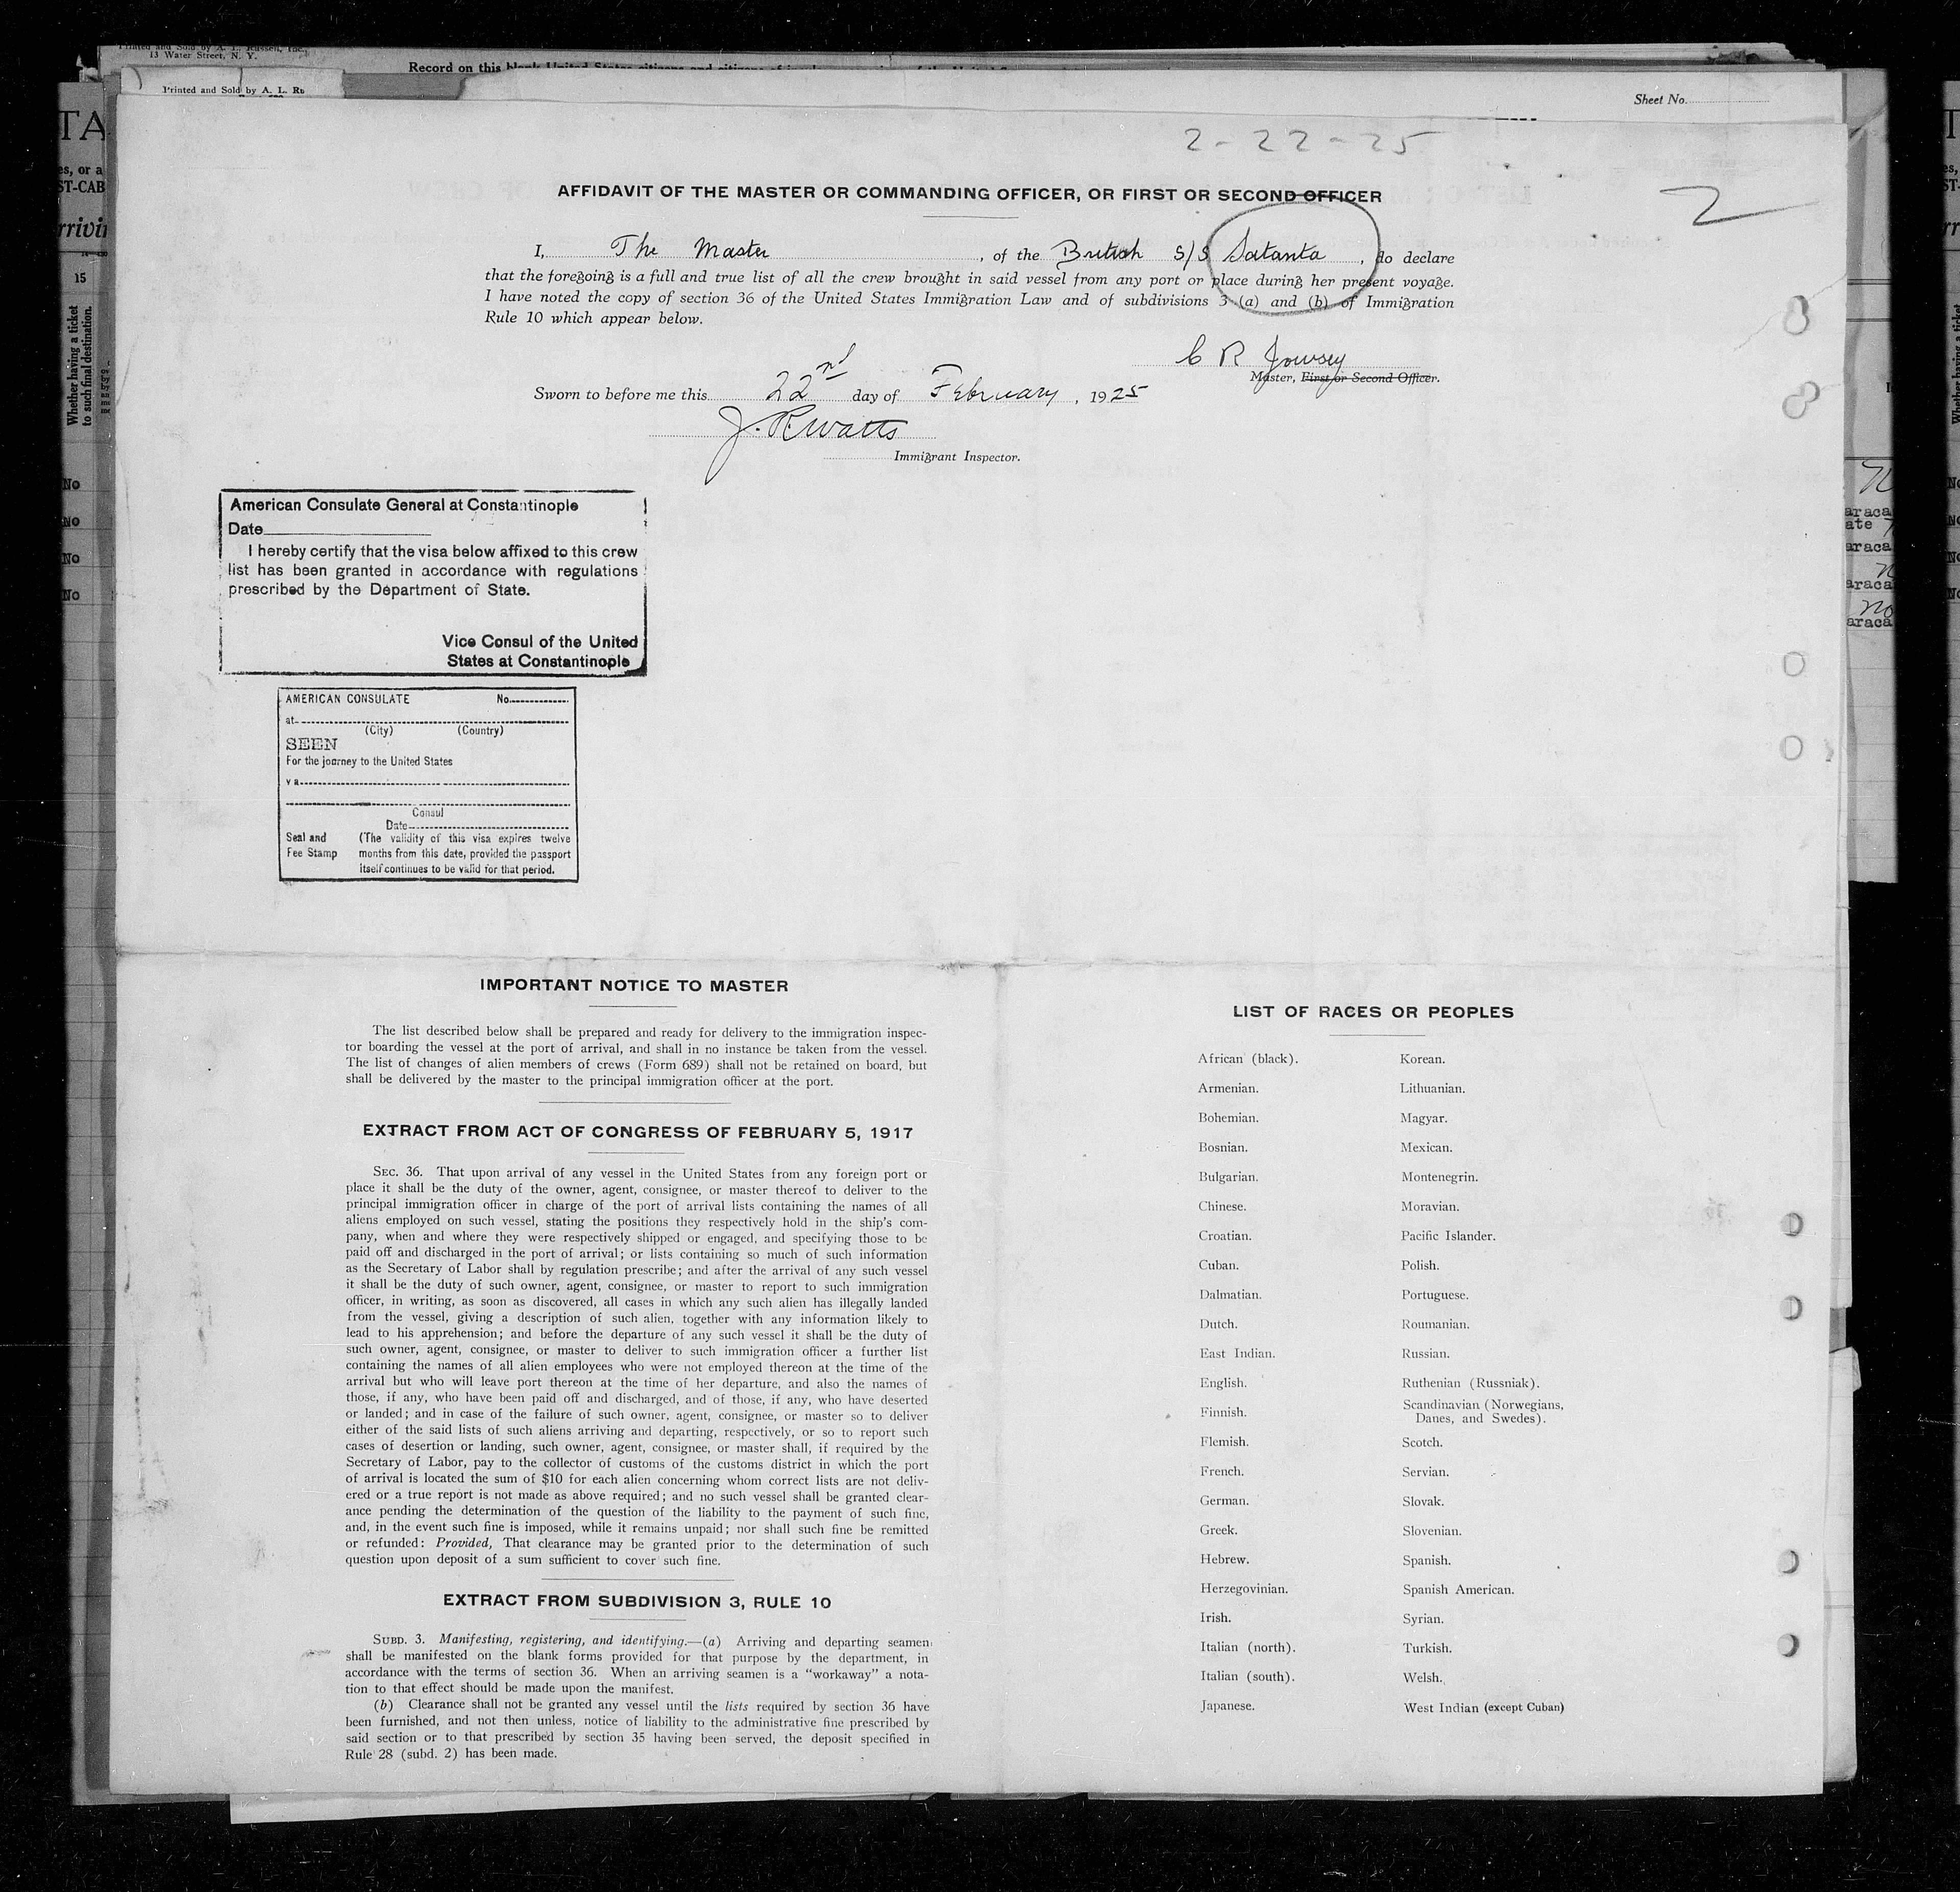 Printed and Sold by A. L. Russell, Inc.
13 Water Street, N. Y.
Record on this blank United States citizens and citizens of
Printed and Sold by A. L. Ru
Sheet No.
2-22-25
2
AFFIDAVIT OF THE MASTER OR COMMANDING OFFICER, OR FIRST OR SECOND OFFICER
I, The Master, of the British S/S Satanta, do declare
that the foregoing is a full and true list of all the crew brought in said vessel from any port or place during her present voyage.
I have noted the copy of section 36 of the United States Immigration Law and of subdivisions 3 (a) and (b) of Immigration
Rule 10 which appear below.
C R Jowsey
Master, First or Second Officer.
Sworn to before me this 22nd day of February, 1925
J. R. Watts
Immigrant Inspector.
American Consulate General at Constantinople
Date
I hereby certify that the visa below affixed to this crew
list has been granted in accordance with regulations
prescribed by the Department of State.
Vice Consul of the United
States at Constantinople
AMERICAN CONSULATE No.
at
(City) (Country)
SEEN
For the journey to the United States
v a
Consul
Date
Seal and (The validity of this visa expires twelve
Fee Stamp months from this date, provided the passport
itself continues to be valid for that period.
IMPORTANT NOTICE TO MASTER
The list described below shall be prepared and ready for delivery to the immigration inspec-
tor boarding the vessel at the port of arrival, and shall in no instance be taken from the vessel.
The list of changes of alien members of crews (Form 689) shall not be retained on board, but
shall be delivered by the master to the principal immigration officer at the port.
EXTRACT FROM ACT OF CONGRESS OF FEBRUARY 5, 1917
SEC. 36. That upon arrival of any vessel in the United States from any foreign port or
place it shall be the duty of the owner, agent, consignee, or master thereof to deliver to the
principal immigration officer in charge of the port of arrival lists containing the names of all
aliens employed on such vessel, stating the positions they respectively hold in the ship's com-
pany, when and where they were respectively shipped or engaged, and specifying those to be
paid off and discharged in the port of arrival; or lists containing so much of such information
as the Secretary of Labor shall by regulation prescribe; and after the arrival of any such vessel
it shall be the duty of such owner, agent, consignee, or master to report to such immigration
officer, in writing, as soon as discovered, all cases in which any such alien has illegally landed
from the vessel, giving a description of such alien, together with any information likely to
lead to his apprehension; and before the departure of any such vessel it shall be the duty of
such owner, agent, consignee, or master to deliver to such immigration officer a further list
containing the names of all alien employees who were not employed thereon at the time of the
arrival but who will leave port thereon at the time of her departure, and also the names of
those, if any, who have been paid off and discharged, and of those, if any, who have deserted
or landed; and in case of the failure of such owner, agent, consignee, or master so to deliver
either of the said lists of such aliens arriving and departing, respectively, or so to report such
cases of desertion or landing, such owner, agent, consignee, or master shall, if required by the
Secretary of Labor, pay to the collector of customs of the customs district in which the port
of arrival is located the sum of $10 for each alien concerning whom correct lists are not deliv-
ered or a true report is not made as above required; and no such vessel shall be granted clear-
ance pending the determination of the question of the liability to the payment of such fine,
and, in the event such fine is imposed, while it remains unpaid; nor shall such fine be remitted
or refunded: Provided, That clearance may be granted prior to the determination of such
question upon deposit of a sum sufficient to cover such fine.
EXTRACT FROM SUBDIVISION 3, RULE 10
SUBD. 3. Manifesting, registering, and identifying.—(a) Arriving and departing seamen
shall be manifested on the blank forms provided for that purpose by the department, in
accordance with the terms of section 36. When an arriving seamen is a "workaway" a nota-
tion to that effect should be made upon the manifest.
(b) Clearance shall not be granted any vessel until the lists required by section 36 have
been furnished, and not then unless, notice of liability to the administrative fine prescribed by
said section or to that prescribed by section 35 having been served, the deposit specified in
Rule 28 (subd. 2) has been made.
LIST OF RACES OR PEOPLES
African (black). Korean.
Armenian. Lithuanian.
Bohemian. Magyar.
Bosnian. Mexican.
Bulgarian. Montenegrin.
Chinese. Moravian.
Croatian. Pacific Islander.
Cuban. Polish.
Dalmatian. Portuguese.
Dutch. Roumanian.
East Indian. Russian.
English. Ruthenian (Russniak).
Finnish. Scandinavian (Norwegians,
Danes, and Swedes).
Flemish. Scotch.
French. Servian.
German. Slovak.
Greek. Slovenian.
Hebrew. Spanish.
Herzegovinian. Spanish American.
Irish. Syrian.
Italian (north). Turkish.
Italian (south). Welsh.
Japanese. West Indian (except Cuban)
15
Whether having a ticket
to such final destination.
No
No
No
No